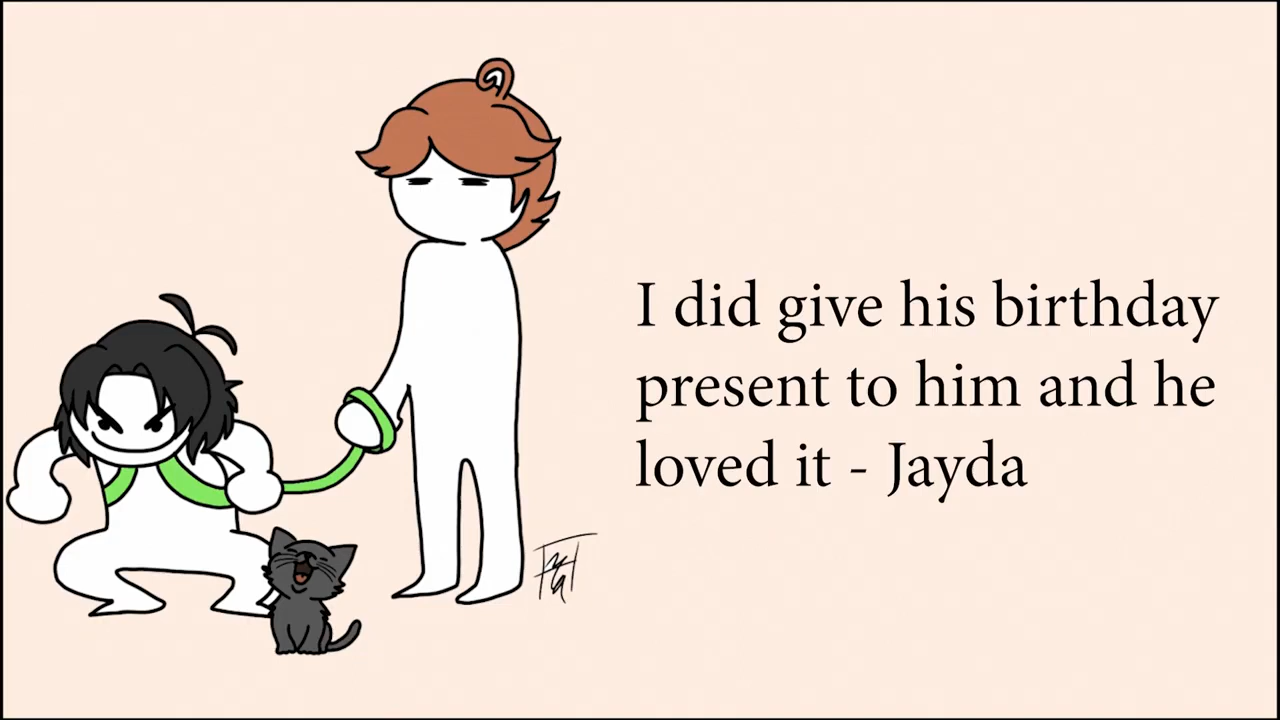 I did give his birthday
present to him and he
loved it - Jayda